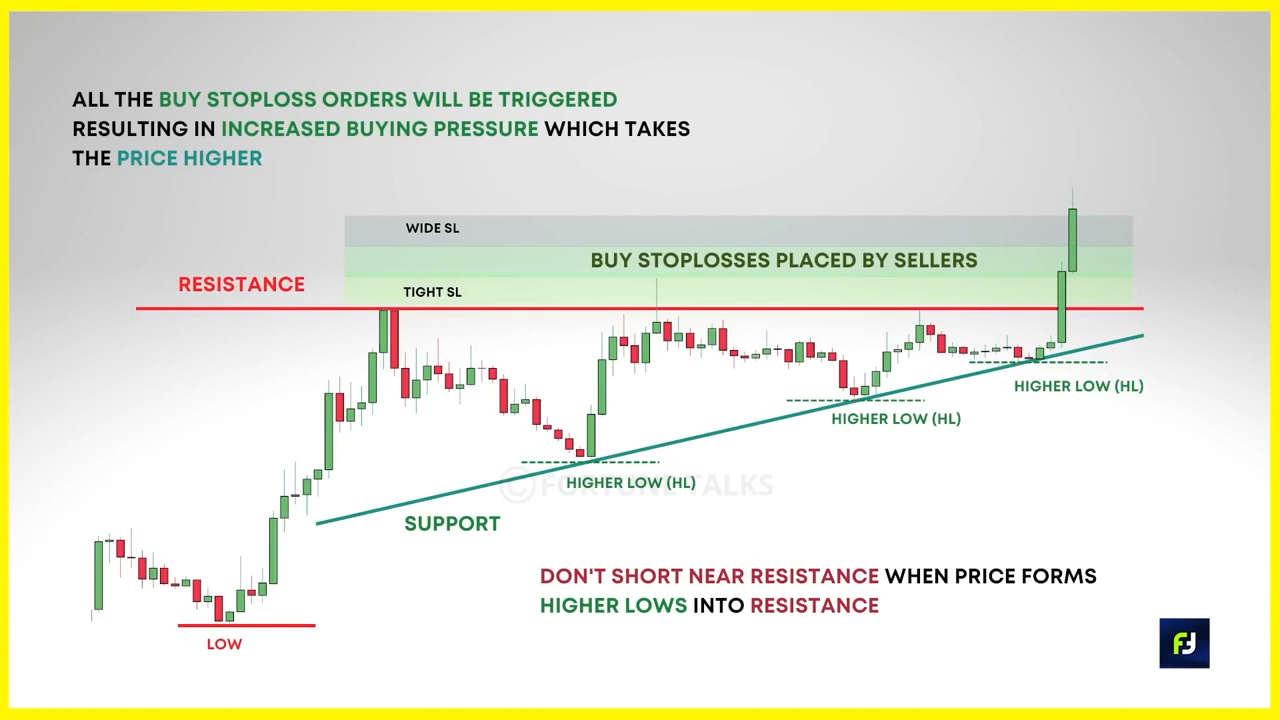 ALL THE BUY STOPLOSS ORDERS WILL BE TRIGGERED
RESULTING IN INCREASED BUYING PRESSURE WHICH TAKES
THE PRICE HIGHER
WIDE SL
BUY STOPLOSSES PLACED BY SELLERS
RESISTANCE
TIGHT SL
HIGHER LOW (HL)
HIGHER LOW (HL)
HIGHER LOW (HL)
© FORTUNE TALKS
SUPPORT
DON'T SHORT NEAR RESISTANCE WHEN PRICE FORMS
HIGHER LOWS INTO RESISTANCE
LOW